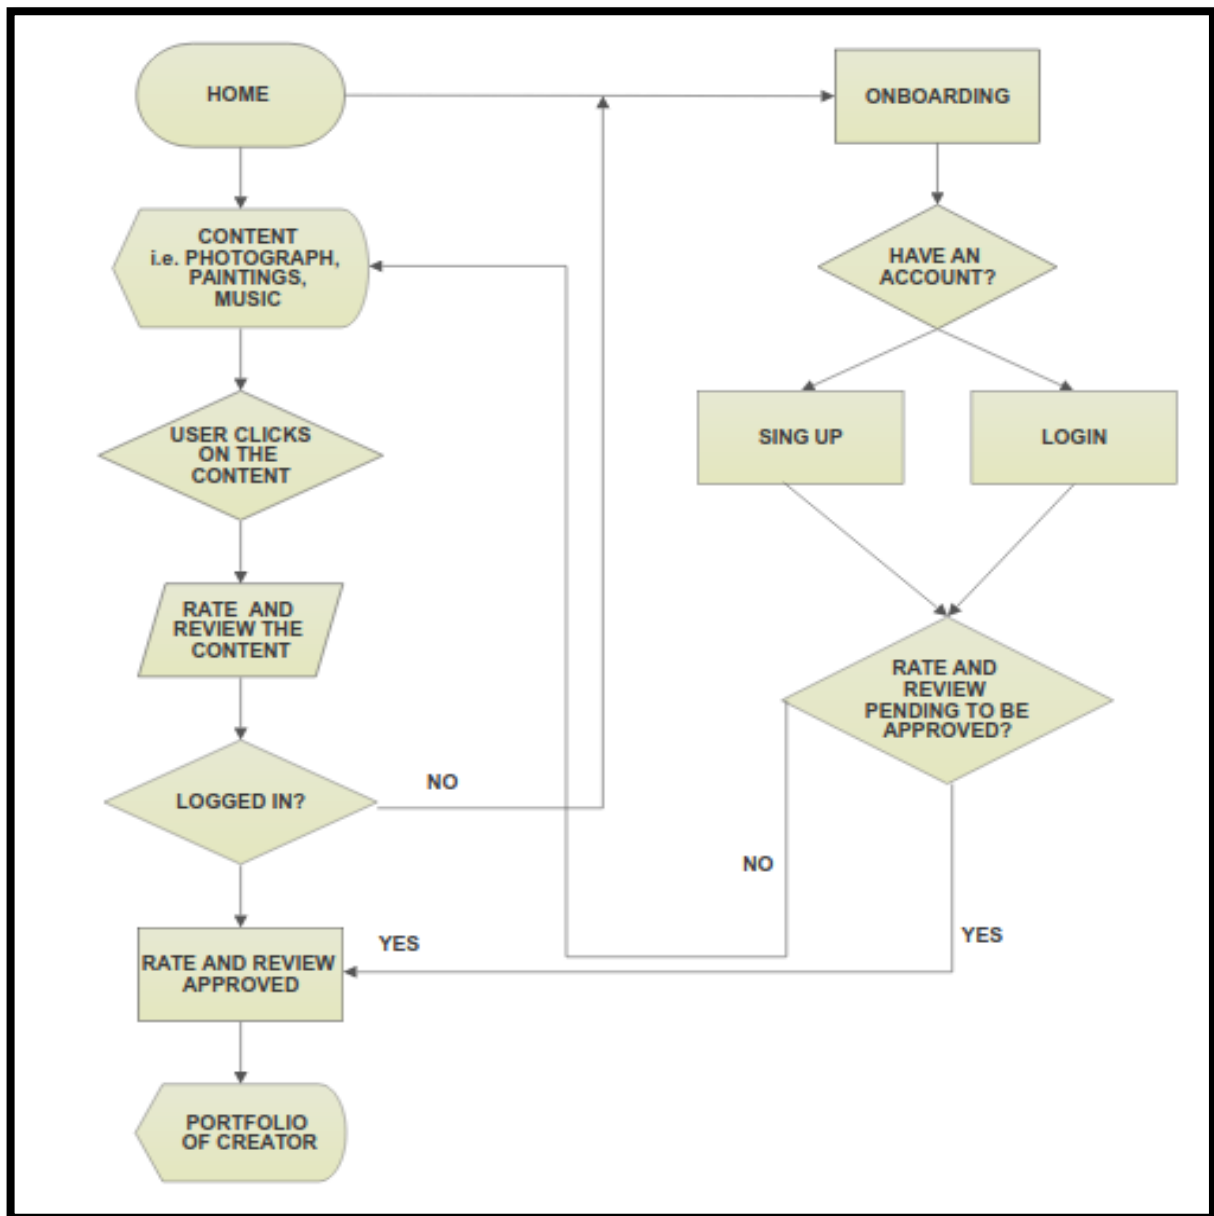 HOME
ONBOARDING
CONTENT
i.e. PHOTOGRAPH,
PAINTINGS,
MUSIC
HAVE AN
ACCOUNT?
USER CLICKS
ON THE
CONTENT
SING UP
LOGIN
RATE AND
REVIEW THE
CONTENT
RATE AND
REVIEW
PENDING TO BE
APPROVED?
LOGGED IN?
NO
NO
YES
YES
RATE AND REVIEW
APPROVED
PORTFOLIO
OF CREATOR